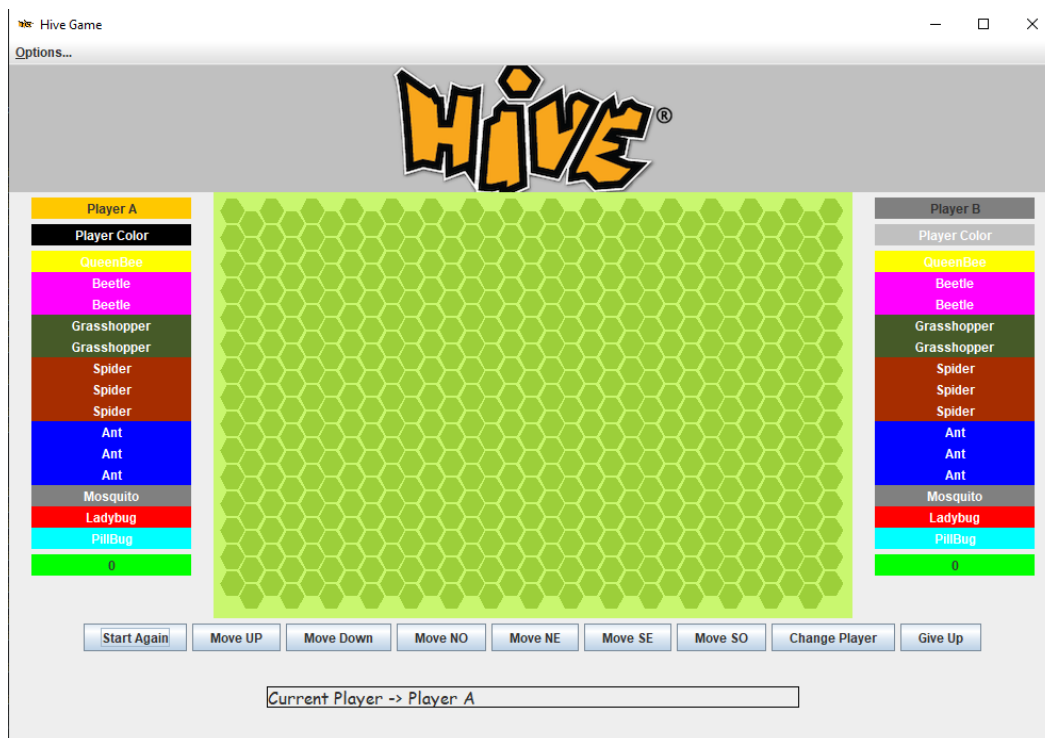 Hive Game
Options...
HIVE®
Player A
Player Color
QueenBee
Beetle
Beetle
Grasshopper
Grasshopper
Spider
Spider
Spider
Ant
Ant
Ant
Mosquito
Ladybug
PillBug
0
Player B
Player Color
QueenBee
Beetle
Beetle
Grasshopper
Grasshopper
Spider
Spider
Spider
Ant
Ant
Ant
Mosquito
Ladybug
PillBug
0
Start Again Move UP Move Down Move NO Move NE Move SE Move SO Change Player Give Up
Current Player -> Player A